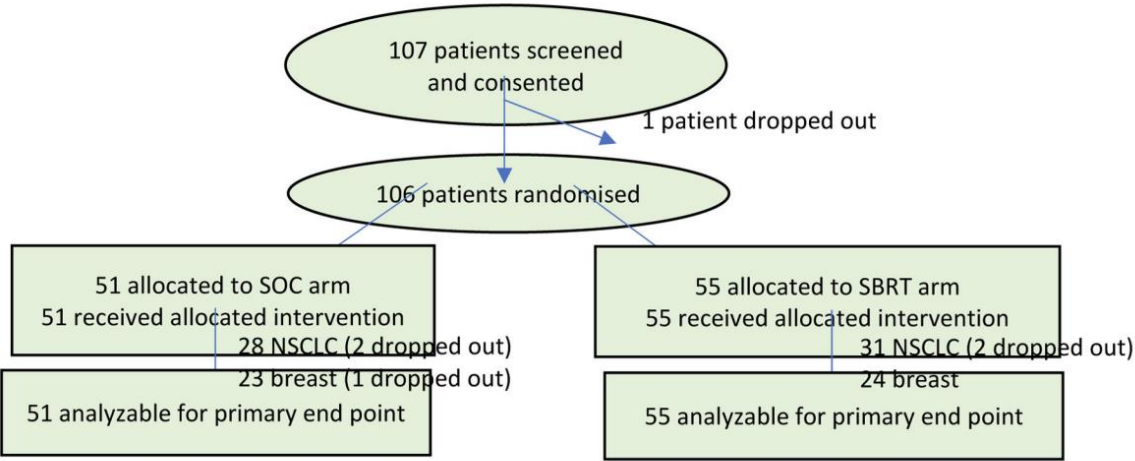 107 patients screened
and consented
1 patient dropped out
106 patients randomised
51 allocated to SOC arm
51 received allocated intervention
28 NSCLC (2 dropped out)
23 breast (1 dropped out)
51 analyzable for primary end point
55 allocated to SBRT arm
55 received allocated intervention
31 NSCLC (2 dropped out)
24 breast
55 analyzable for primary end point